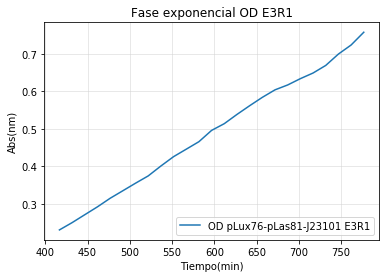 Fase exponencial OD E3R1
Abs(nm)
0.7
0.6
0.5
0.4
0.3
OD pLux76-pLas81-J23101 E3R1
400 450 500 550 600 650 700 750
Tiempo(min)